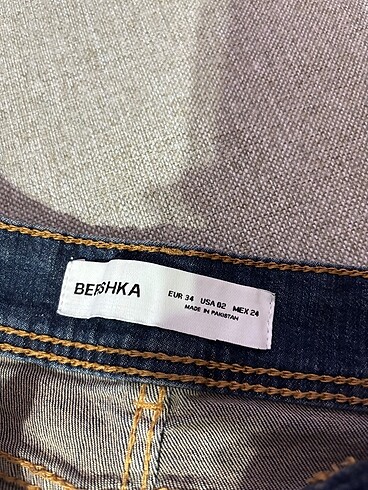 BERSHKA
EUR 34 USA 02 MEX 24
MADE IN PAKISTAN